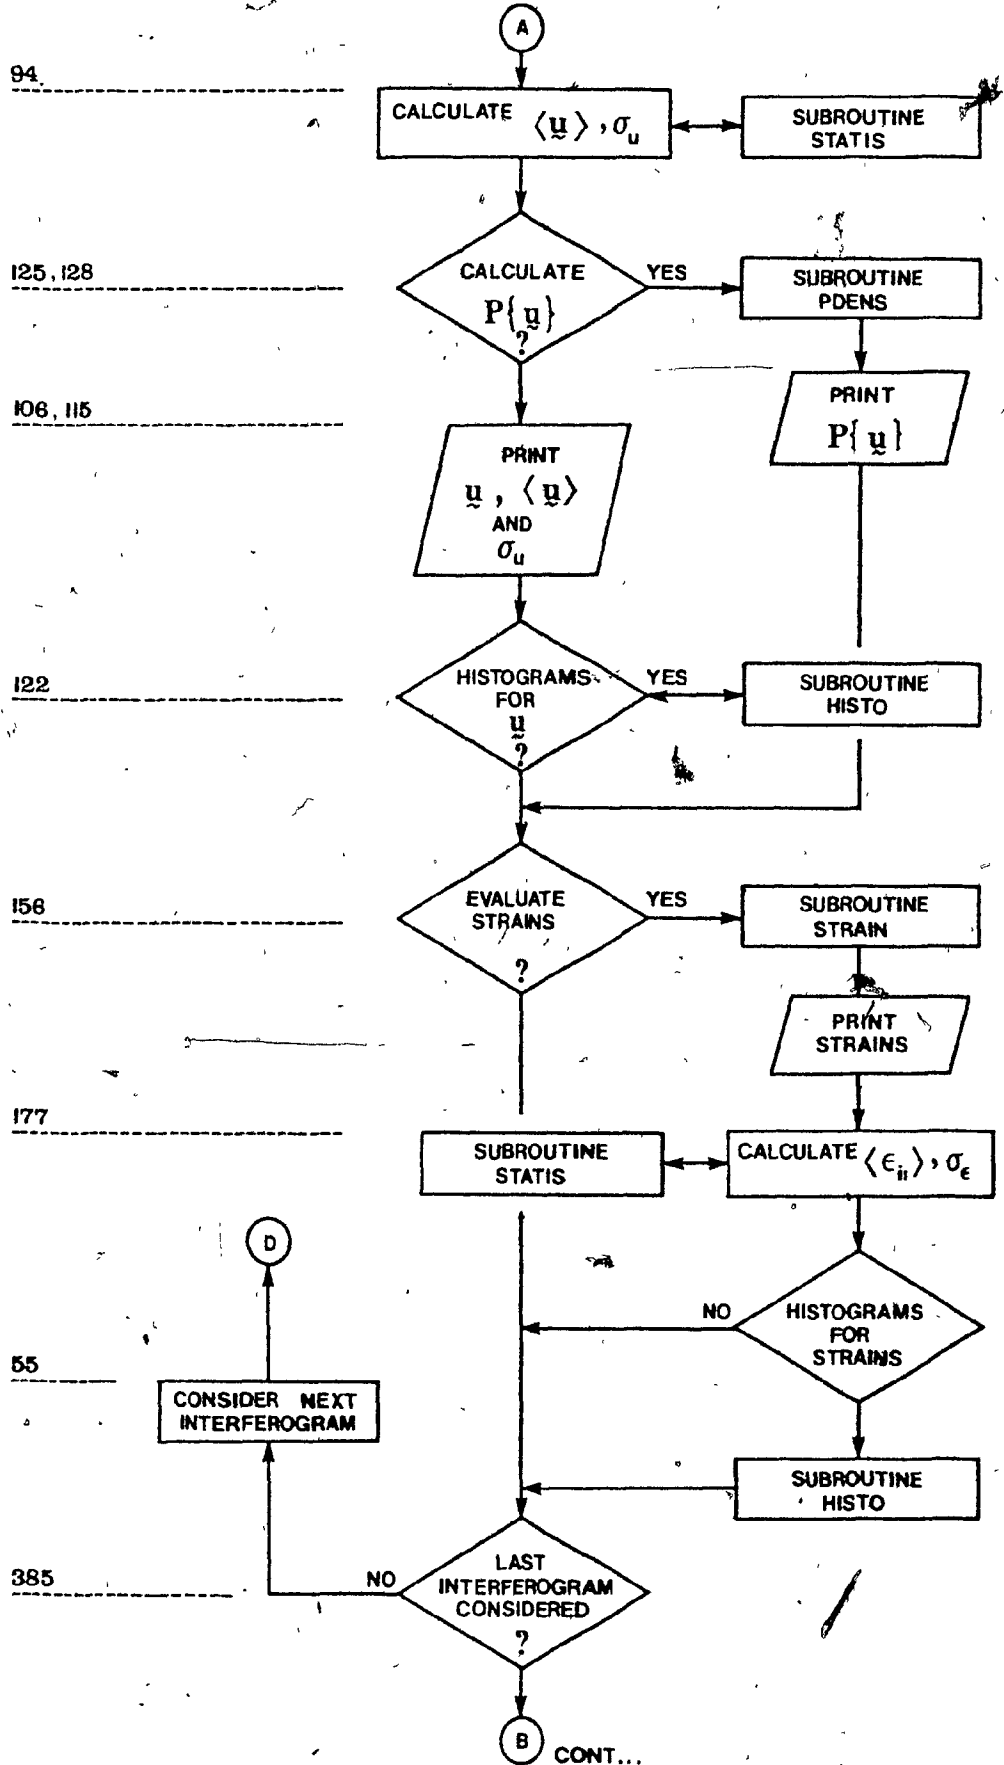 A
94
CALCULATE ⟨ṵ⟩, σu
SUBROUTINE
STATIS
125, 128
CALCULATE
P{ṵ}
?
YES
SUBROUTINE
PDENS
PRINT
P{ṵ}
106, 115
PRINT
ṵ, ⟨ṵ⟩
AND
σu
122
HISTOGRAMS
FOR
ṵ
?
YES
SUBROUTINE
HISTO
156
EVALUATE
STRAINS
?
YES
SUBROUTINE
STRAIN
PRINT
STRAINS
177
SUBROUTINE
STATIS
CALCULATE ⟨ϵii⟩, σϵ
D
NO
HISTOGRAMS
FOR
STRAINS
55
CONSIDER NEXT
INTERFEROGRAM
SUBROUTINE
HISTO
385
NO
LAST
INTERFEROGRAM
CONSIDERED
?
B
CONT...